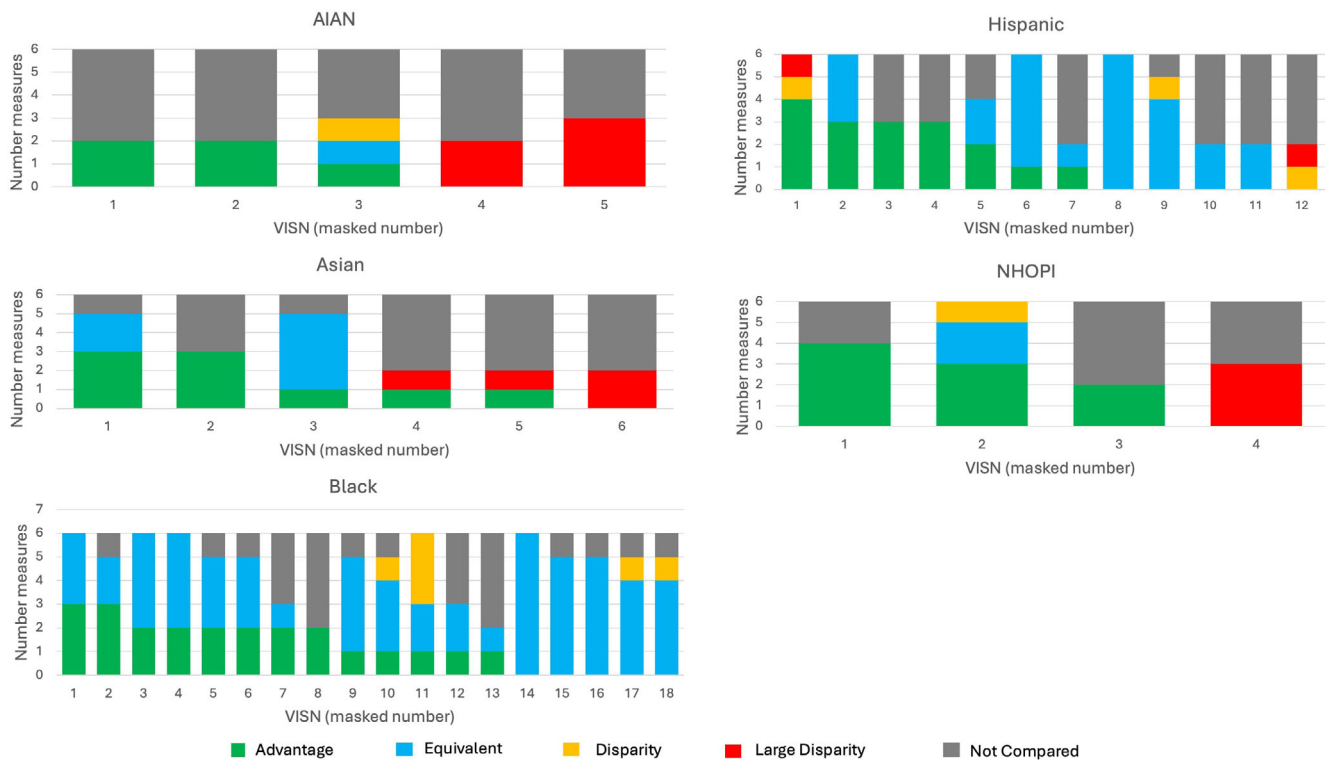 AIAN
Number measures
6
5
4
3
2
1
0
1 2 3 4 5
VISN (masked number)
Hispanic
Number measures
6
5
4
3
2
1
0
1 2 3 4 5 6 7 8 9 10 11 12
VISN (masked number)
Asian
Number measures
6
5
4
3
2
1
0
1 2 3 4 5 6
VISN (masked number)
NHOPI
Number measures
6
5
4
3
2
1
0
1 2 3 4
VISN (masked number)
Black
Number measures
7
6
5
4
3
2
1
0
1 2 3 4 5 6 7 8 9 10 11 12 13 14 15 16 17 18
VISN (masked number)
Advantage Equivalent Disparity Large Disparity Not Compared